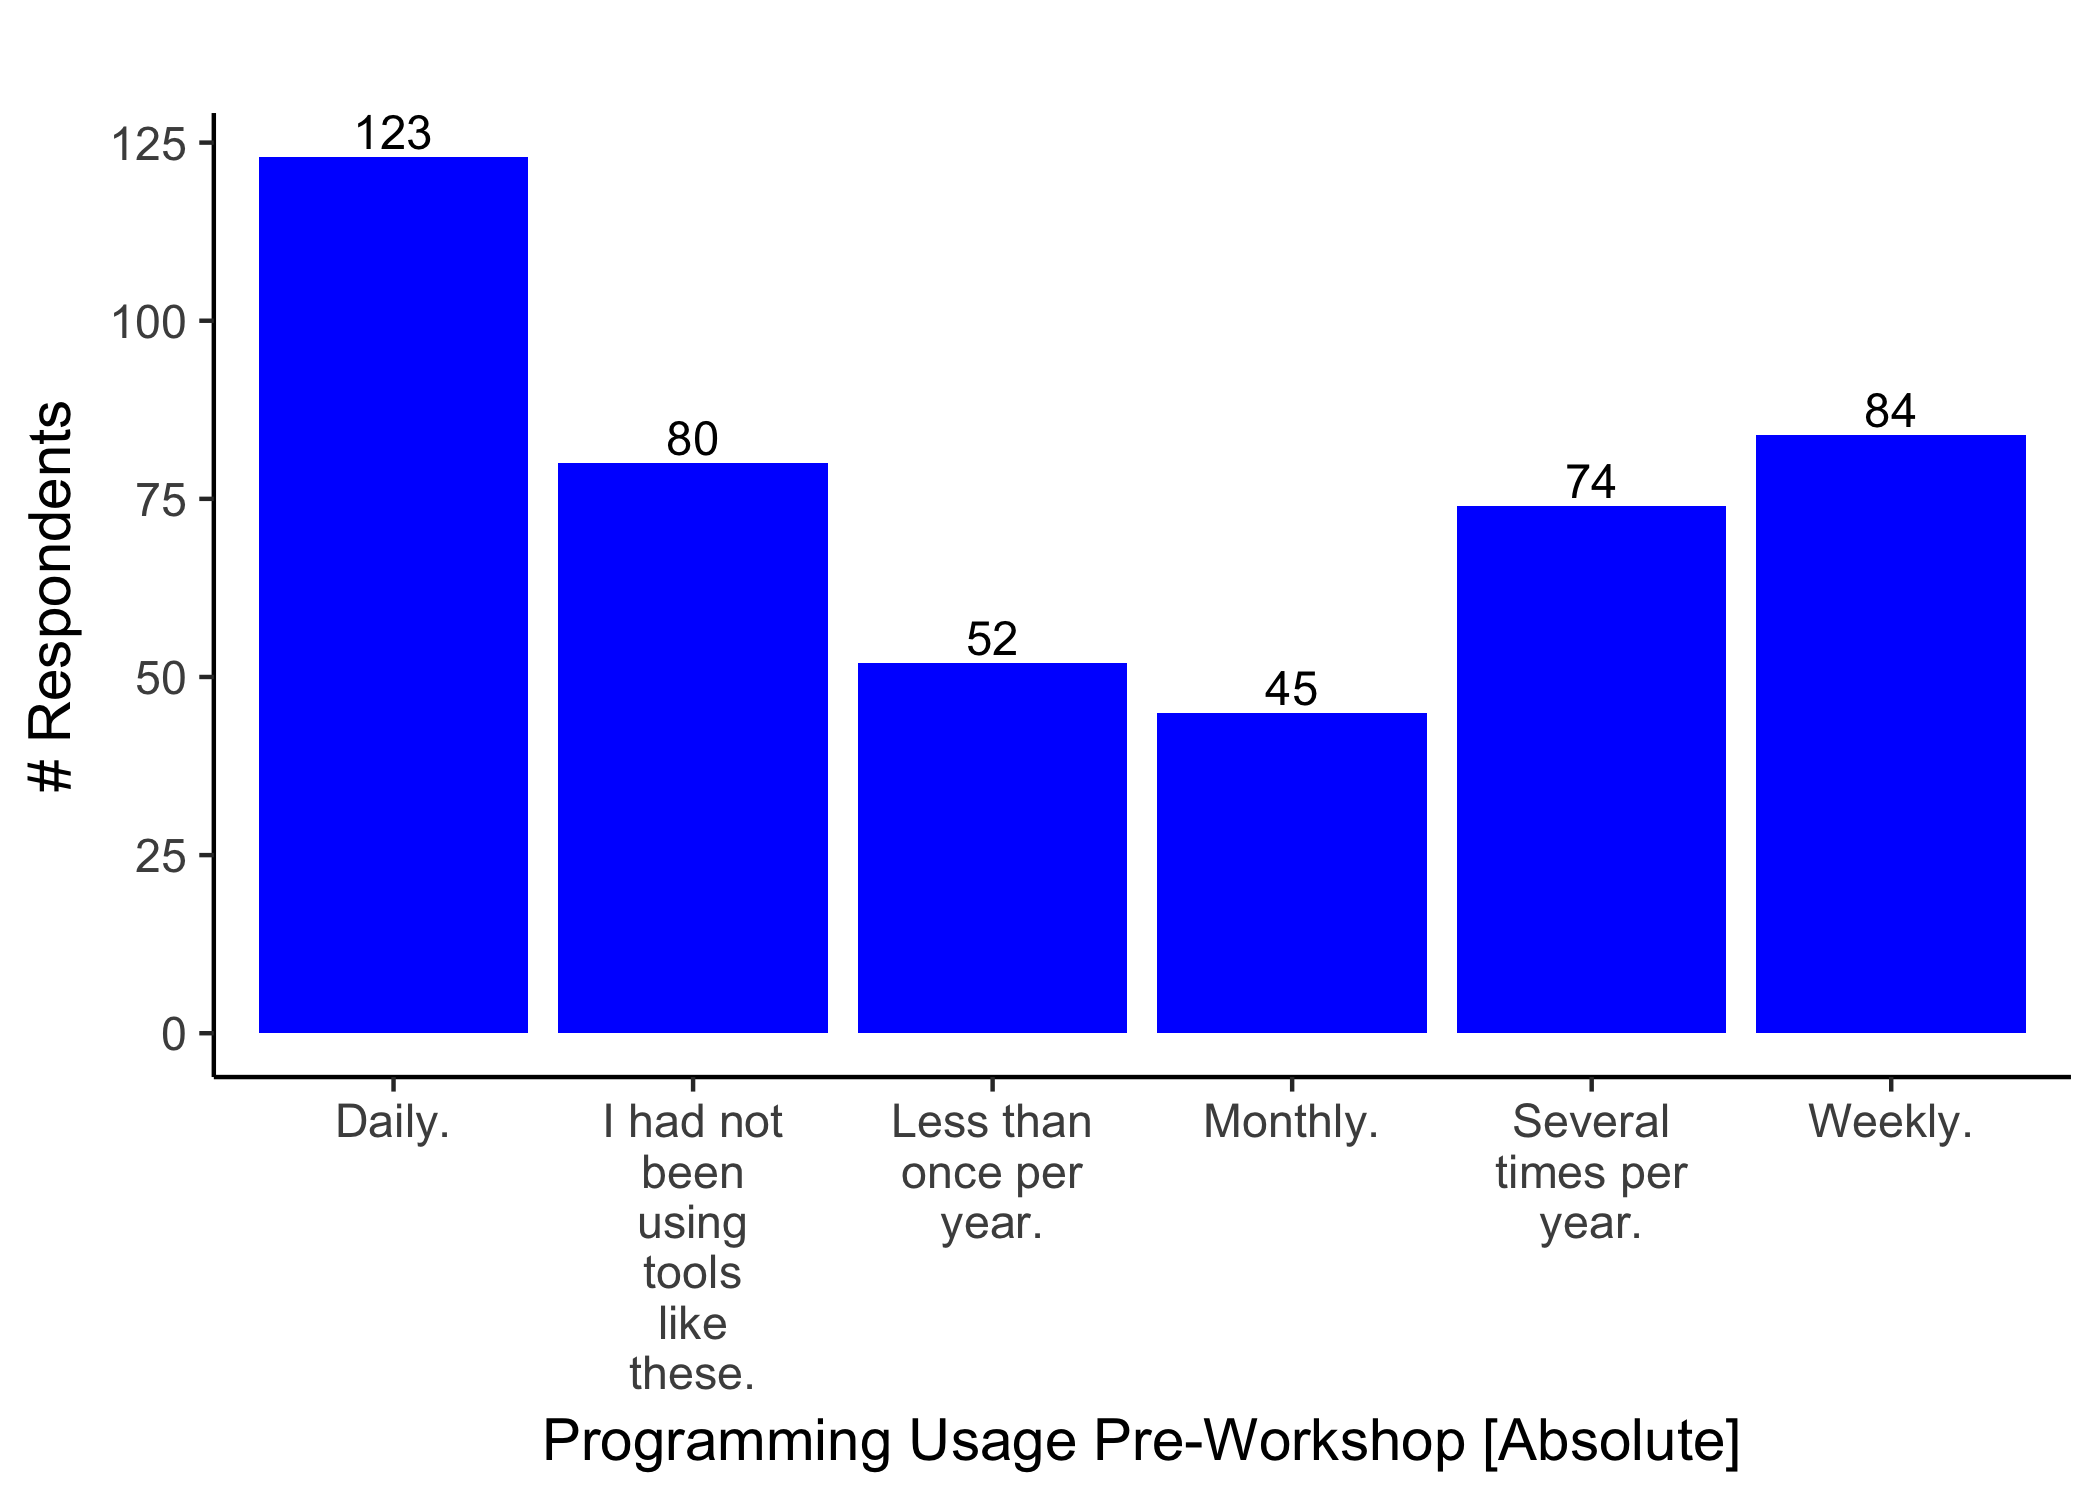 # Respondents
125
100
75
50
25
0
123
80
52
45
74
84
Daily.
I had not
been
using
tools
like
these.
Less than
once per
year.
Monthly.
Several
times per
year.
Weekly.
Programming Usage Pre-Workshop [Absolute]